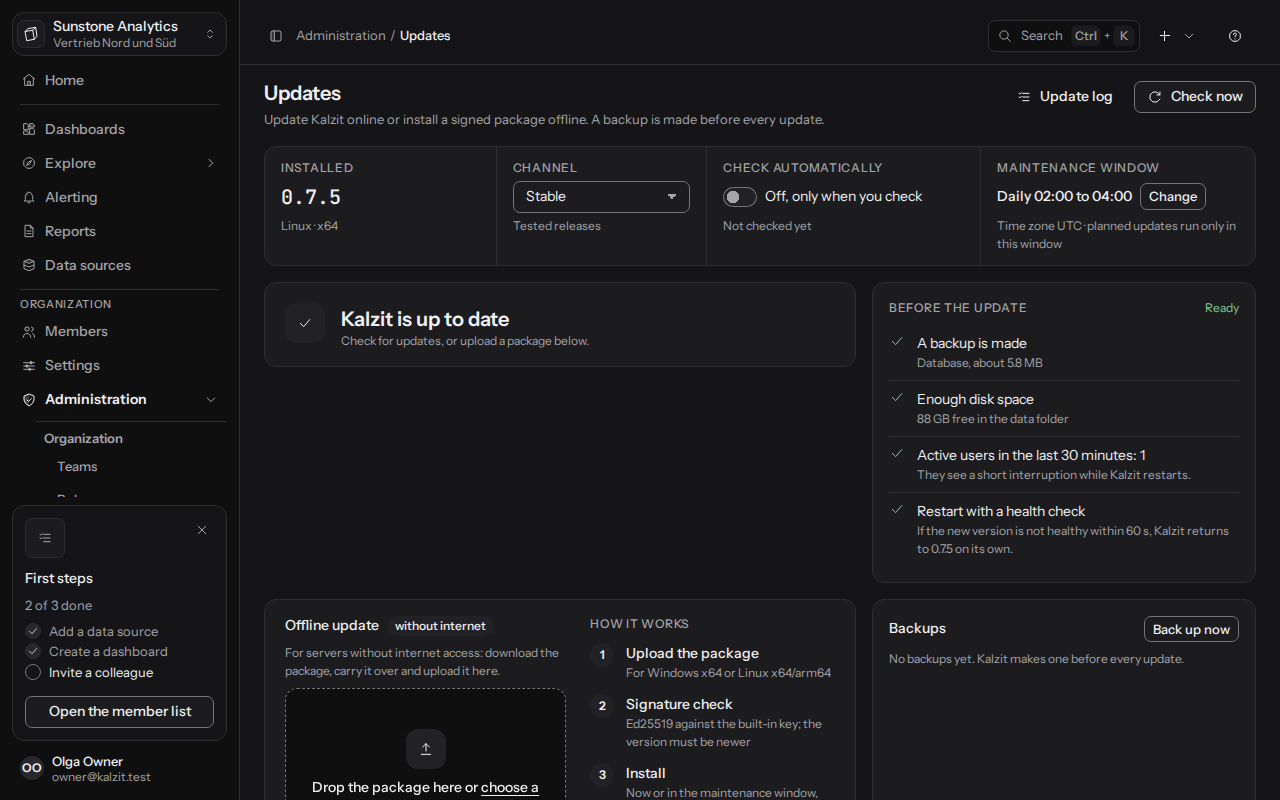 Sunstone Analytics
Vertrieb Nord und Süd
Home
Dashboards
Explore
Alerting
Reports
Data sources
ORGANIZATION
Members
Settings
Administration
Organization
Teams
First steps
2 of 3 done
Add a data source
Create a dashboard
Invite a colleague
Open the member list
OO
Olga Owner
owner@kalzit.test
Administration / Updates
Search Ctrl + K
Updates
Update Kalzit online or install a signed package offline. A backup is made before every update.
Update log
Check now
INSTALLED
0.7.5
Linux · x64
CHANNEL
Stable
Tested releases
CHECK AUTOMATICALLY
Off, only when you check
Not checked yet
MAINTENANCE WINDOW
Daily 02:00 to 04:00 Change
Time zone UTC · planned updates run only in
this window
Kalzit is up to date
Check for updates, or upload a package below.
BEFORE THE UPDATE Ready
A backup is made
Database, about 5.8 MB
Enough disk space
88 GB free in the data folder
Active users in the last 30 minutes: 1
They see a short interruption while Kalzit restarts.
Restart with a health check
If the new version is not healthy within 60 s, Kalzit returns
to 0.7.5 on its own.
Offline update without internet
For servers without internet access: download the
package, carry it over and upload it here.
Drop the package here or choose a
HOW IT WORKS
1 Upload the package
For Windows x64 or Linux x64/arm64
2 Signature check
Ed25519 against the built-in key; the
version must be newer
3 Install
Now or in the maintenance window,
Backups Back up now
No backups yet. Kalzit makes one before every update.